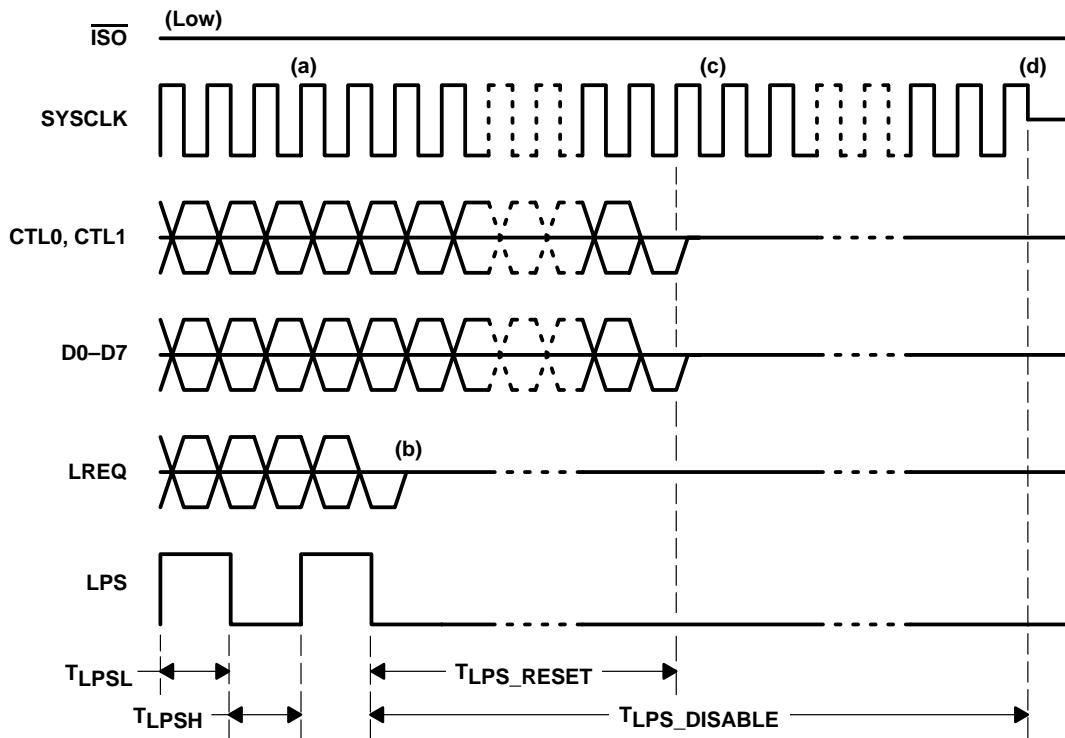 (Low)
ISO
(a) (c) (d)
SYSCLK
CTL0, CTL1
D0–D7
(b)
LREQ
LPS
TLPSL
TLPS_RESET
TLPSH
TLPS_DISABLE